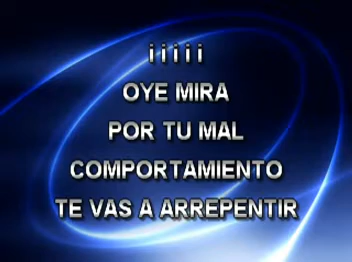 i i i i i
OYE MIRA
POR TU MAL
COMPORTAMIENTO
TE VAS A ARREPENTIR